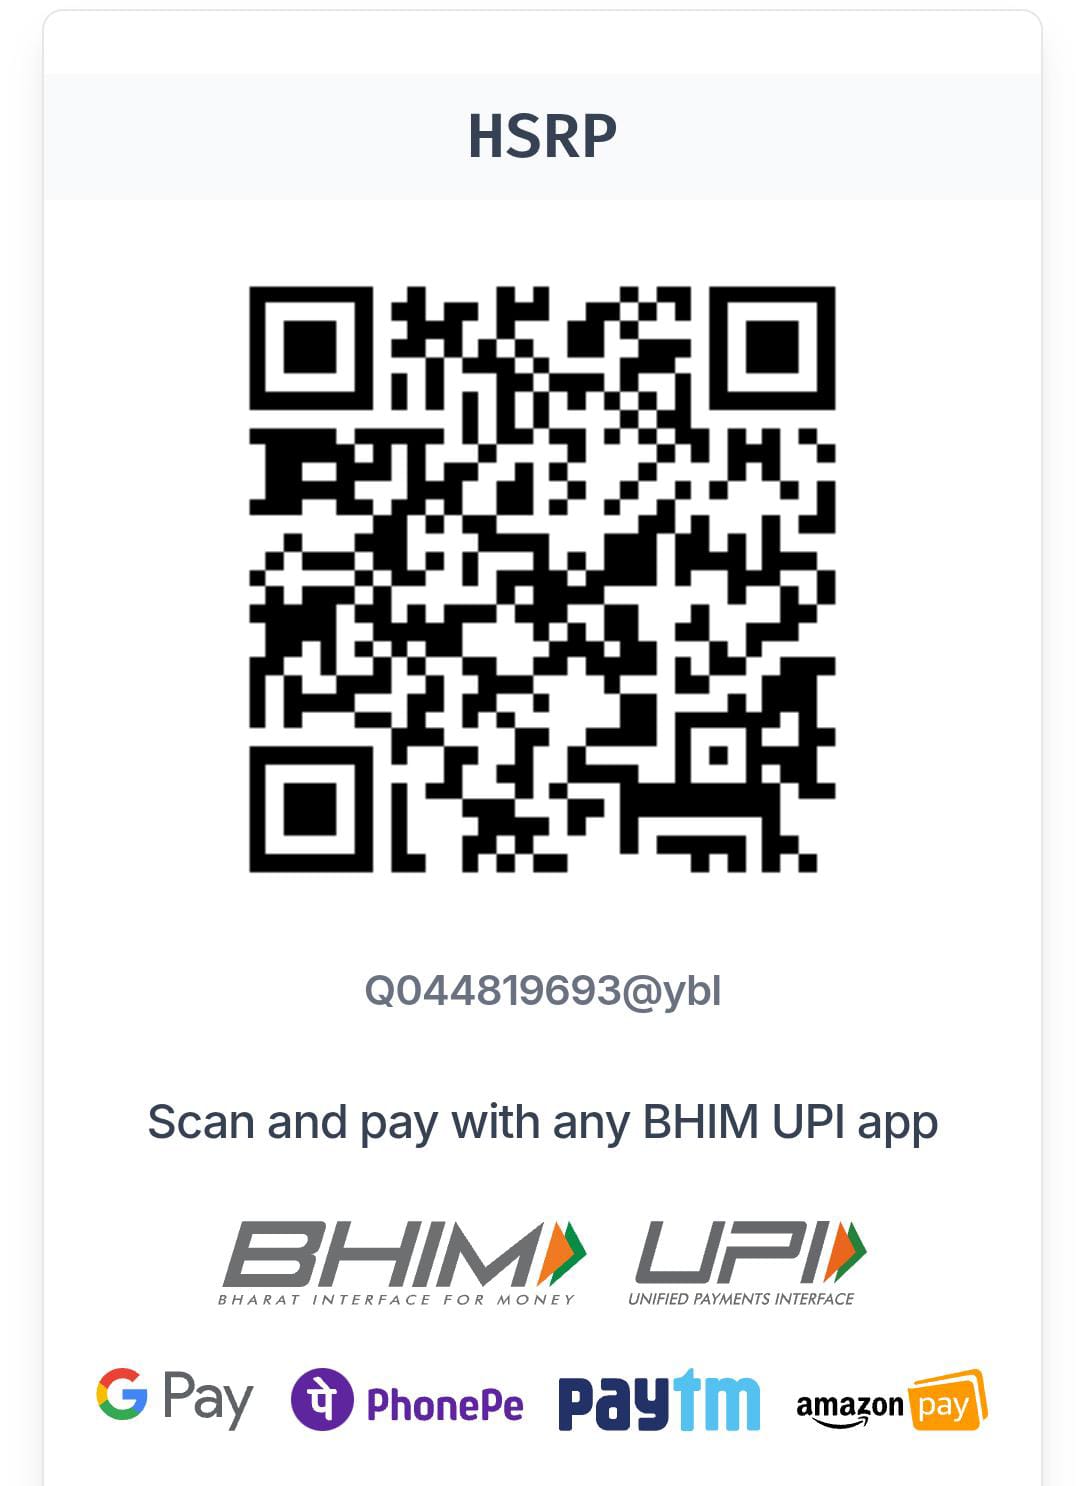 HSRP
Q044819693@ybl
Scan and pay with any BHIM UPI app
BHIM UPI
BHARAT INTERFACE FOR MONEY UNIFIED PAYMENTS INTERFACE
G Pay पे PhonePe paytm amazon pay